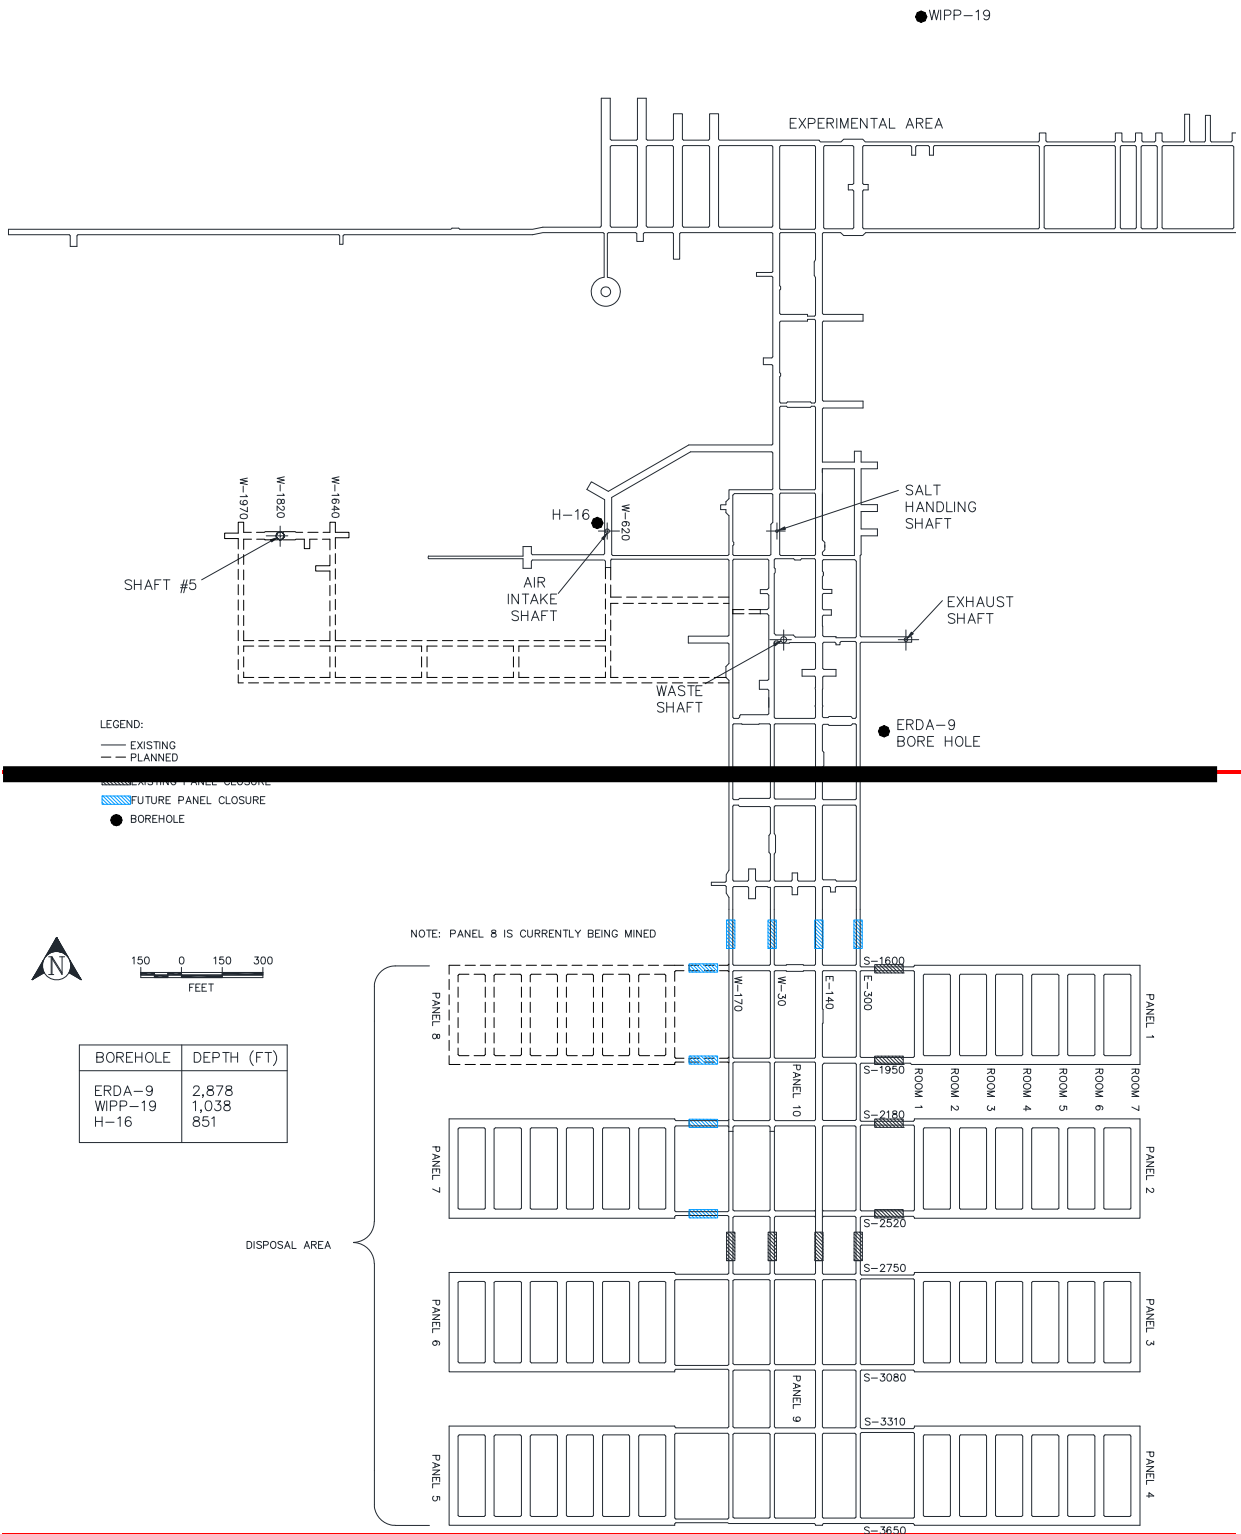 WIPP-19
EXPERIMENTAL AREA
W-1970
W-1820
W-1640
H-16
W-620
SALT
HANDLING
SHAFT
SHAFT #5
AIR
INTAKE
SHAFT
EXHAUST
SHAFT
WASTE
SHAFT
ERDA-9
BORE HOLE
LEGEND:
EXISTING
PLANNED
EXISTING PANEL CLOSURE
FUTURE PANEL CLOSURE
BOREHOLE
NOTE: PANEL 8 IS CURRENTLY BEING MINED
N
150 0 150 300
FEET
S-1600
PANEL 8
W-170
W-30
E-140
E-300
PANEL 1
BOREHOLE DEPTH (FT)
ERDA-9 2,878
WIPP-19 1,038
H-16 851
S-1950
PANEL 10
ROOM 1
ROOM 2
ROOM 3
ROOM 4
ROOM 5
ROOM 6
ROOM 7
S-2180
PANEL 7
PANEL 2
S-2520
DISPOSAL AREA
S-2750
PANEL 6
PANEL 3
S-3080
PANEL 9
S-3310
PANEL 5
PANEL 4
S-3650